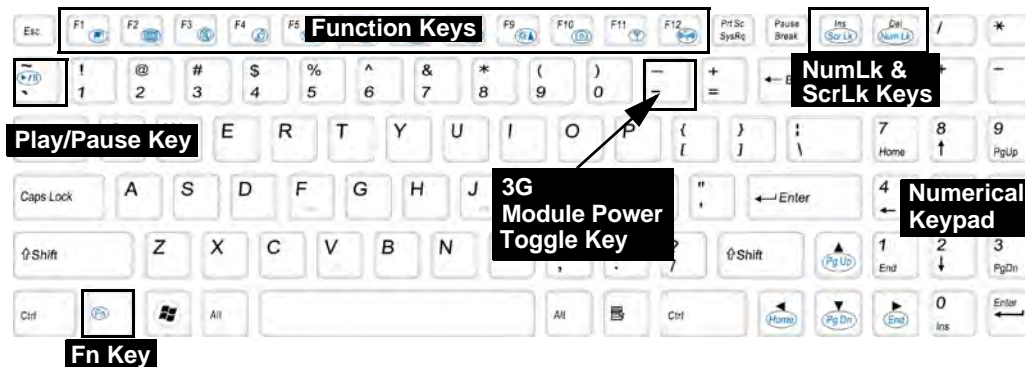 Esc F1 F2 F3 F4 F5 Function Keys F9 F10 F11 F12 PrtSc SysRq Pause Break Ins Scr Lk Del Num Lk / *
~ ` ! 1 @ 2 # 3 $ 4 % 5 ^ 6 & 7 * 8 ( 9 ) 0 — - + = ← NumLk & ScrLk Keys + -
Play/Pause Key E R T Y U I O P { [ } ] ¦ \ 7 Home 8 ↑ 9 PgUp
Caps Lock A S D F G H J 3G Module Power Toggle Key " ' Enter 4 ← Numerical Keypad
Shift Z X C V B N , . ? / Shift Pg Up 1 End 2 ↓ 3 PgDn
Ctrl Fn Alt Alt Ctrl Home Pg Dn End 0 Ins Enter
Fn Key